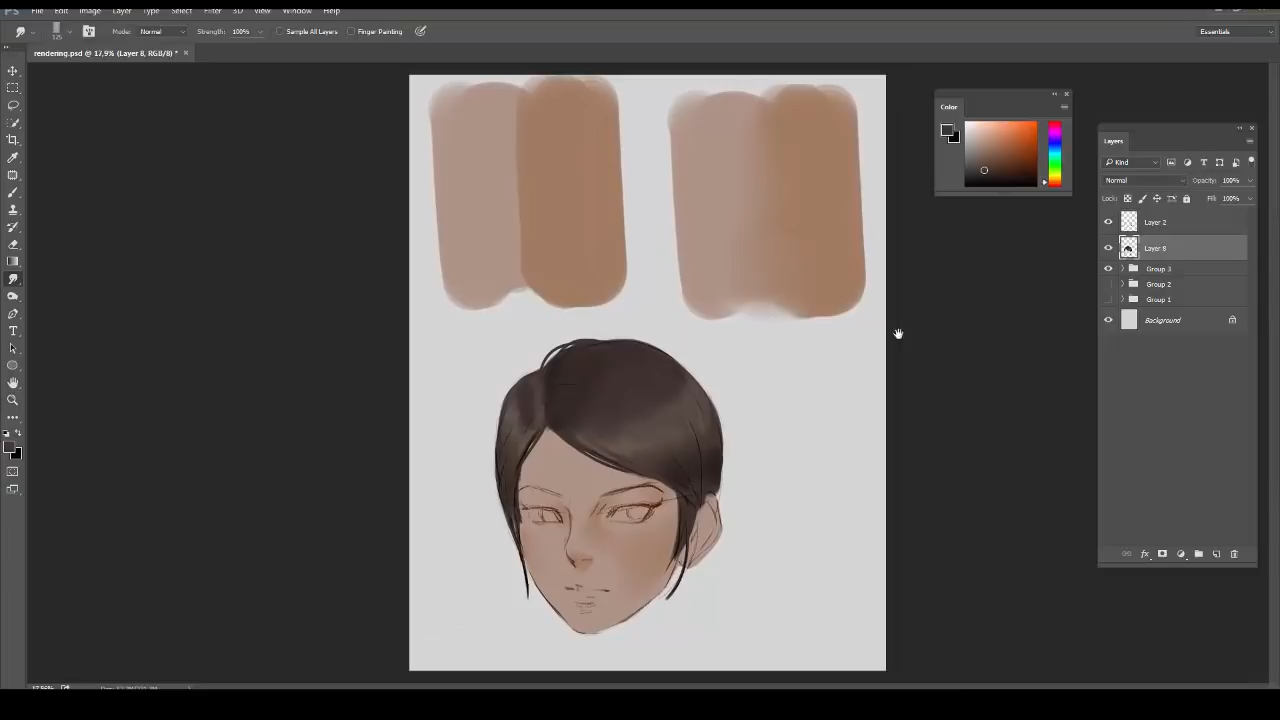 Ps File Edit Image Layer Type Select Filter 3D View Window Help
125 Mode: Normal Strength: 100% Sample All Layers Finger Painting Essentials
rendering.psd @ 17,9% (Layer 8, RGB/8) * ×
Color
Layers
Kind
Normal Opacity: 100%
Lock: Fill: 100%
Layer 2
Layer 8
Group 3
Group 2
Group 1
Background